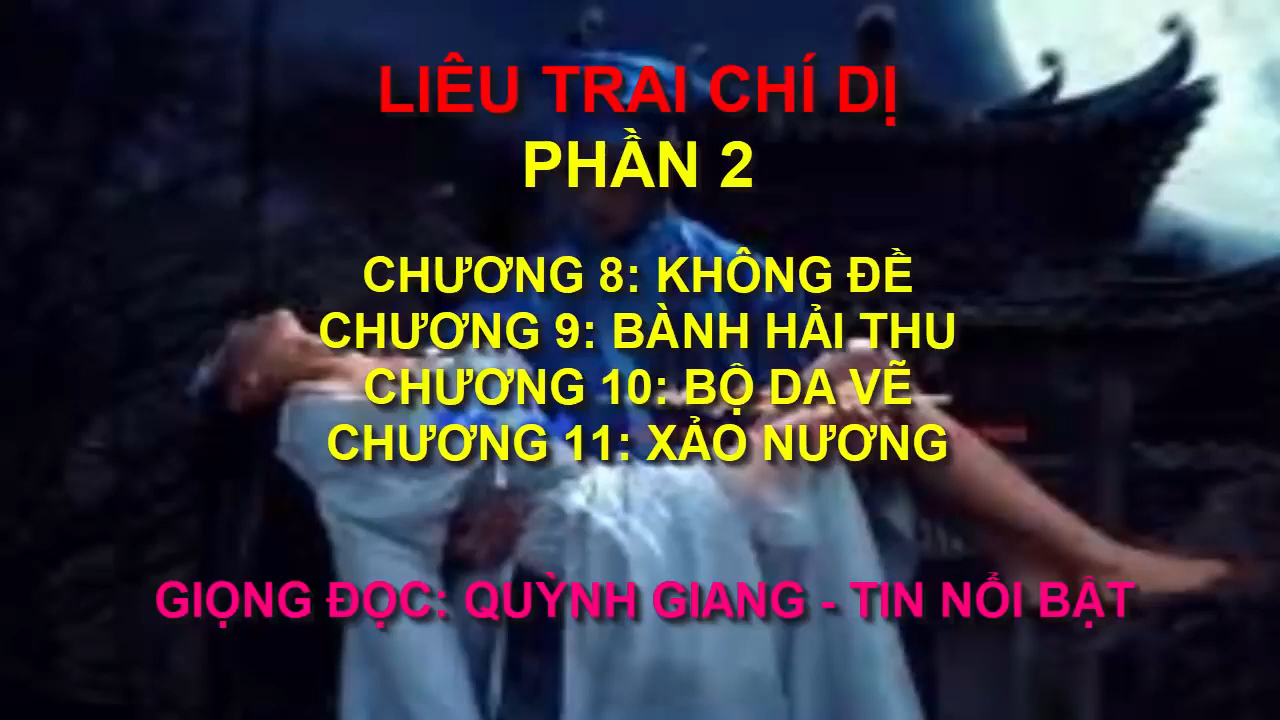 LIÊU TRAI CHÍ DỊ
PHẦN 2
CHƯƠNG 8: KHÔNG ĐỀ
CHƯƠNG 9: BÀNH HẢI THU
CHƯƠNG 10: BỘ DA VẼ
CHƯƠNG 11: XẢO NƯƠNG
GIỌNG ĐỌC: QUỲNH GIANG - TIN NỔI BẬT